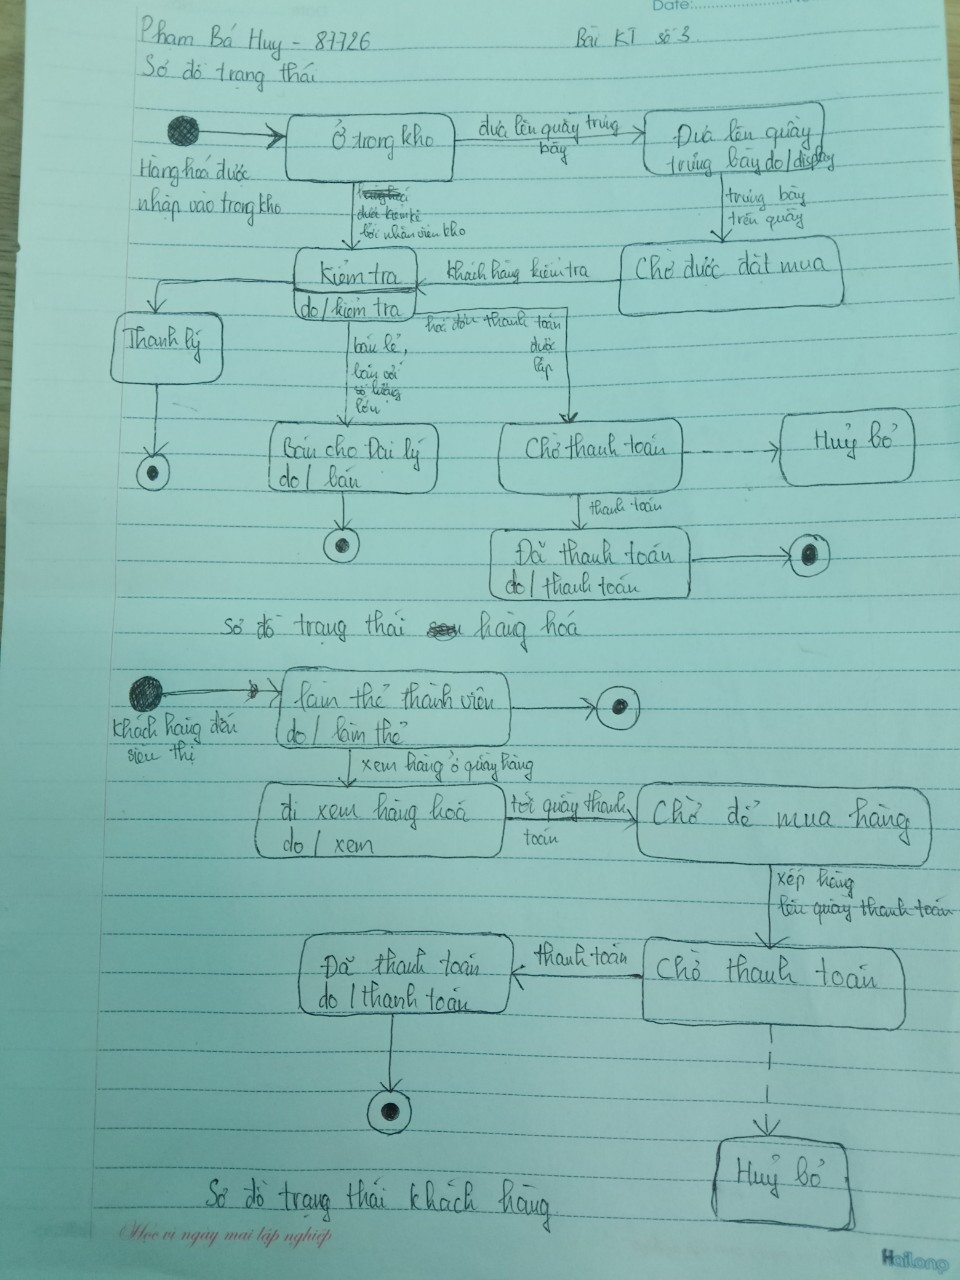 Date:
Phạm Bá Huy - 87726
Bài KT số 3
Sơ đồ trạng thái
Ở trong kho
đưa lên quầy trưng
bày
Đưa lên quầy
trưng bày do/display
Hàng hoá được
nhập vào trong kho
được kiểm kê
bởi nhân viên kho
trưng bày
trên quầy
Kiểm tra
do/kiểm tra
khách hàng kiểm tra
Chờ được đặt mua
Thanh lý
bán lẻ,
bán với
số lượng
lớn
hoá đơn thanh toán
được
lập
Bán cho Đại lý
do/bán
Chờ thanh toán
Huỷ bỏ
thanh toán
Đã thanh toán
do/thanh toán
Sơ đồ trạng thái hàng hoá
Khách hàng đến
siêu thị
làm thẻ thành viên
do/làm thẻ
xem hàng ở quầy hàng
đi xem hàng hoá
do/xem
tới quầy thanh
toán
Chờ để mua hàng
xếp hàng
lên quầy thanh toán
Đã thanh toán
do/thanh toán
thanh toán
Chờ thanh toán
Huỷ bỏ
Sơ đồ trạng thái khách hàng
Học vì ngày mai lập nghiệp
HaiLong